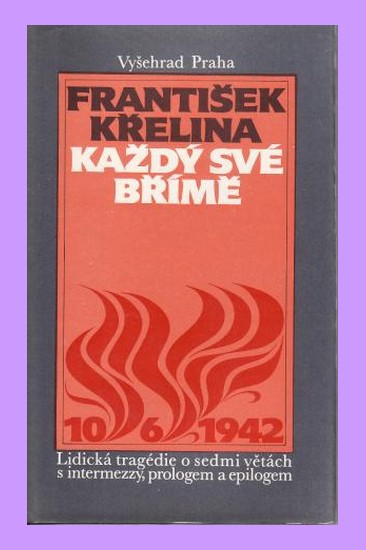 Vyšehrad Praha
FRANTIŠEK
KŘELINA
KAŽDÝ SVÉ
BŘÍMĚ
10 6 1942
Lidická tragédie o sedmi větách
s intermezzy, prologem a epilogem